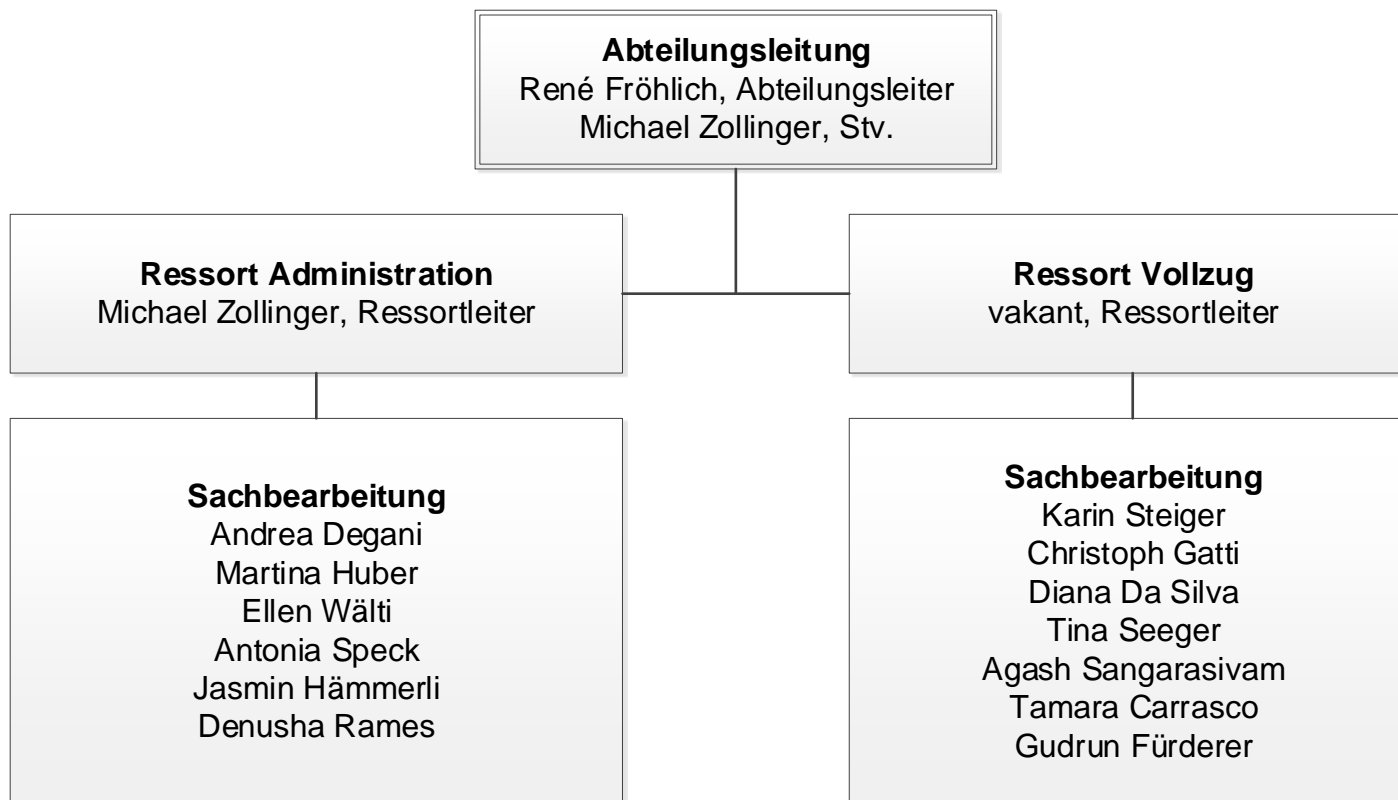 Abteilungsleitung
René Fröhlich, Abteilungsleiter
Michael Zollinger, Stv.
Ressort Administration
Michael Zollinger, Ressortleiter
Ressort Vollzug
vakant, Ressortleiter
Sachbearbeitung
Andrea Degani
Martina Huber
Ellen Wälti
Antonia Speck
Jasmin Hämmerli
Denusha Rames
Sachbearbeitung
Karin Steiger
Christoph Gatti
Diana Da Silva
Tina Seeger
Agash Sangarasivam
Tamara Carrasco
Gudrun Fürderer